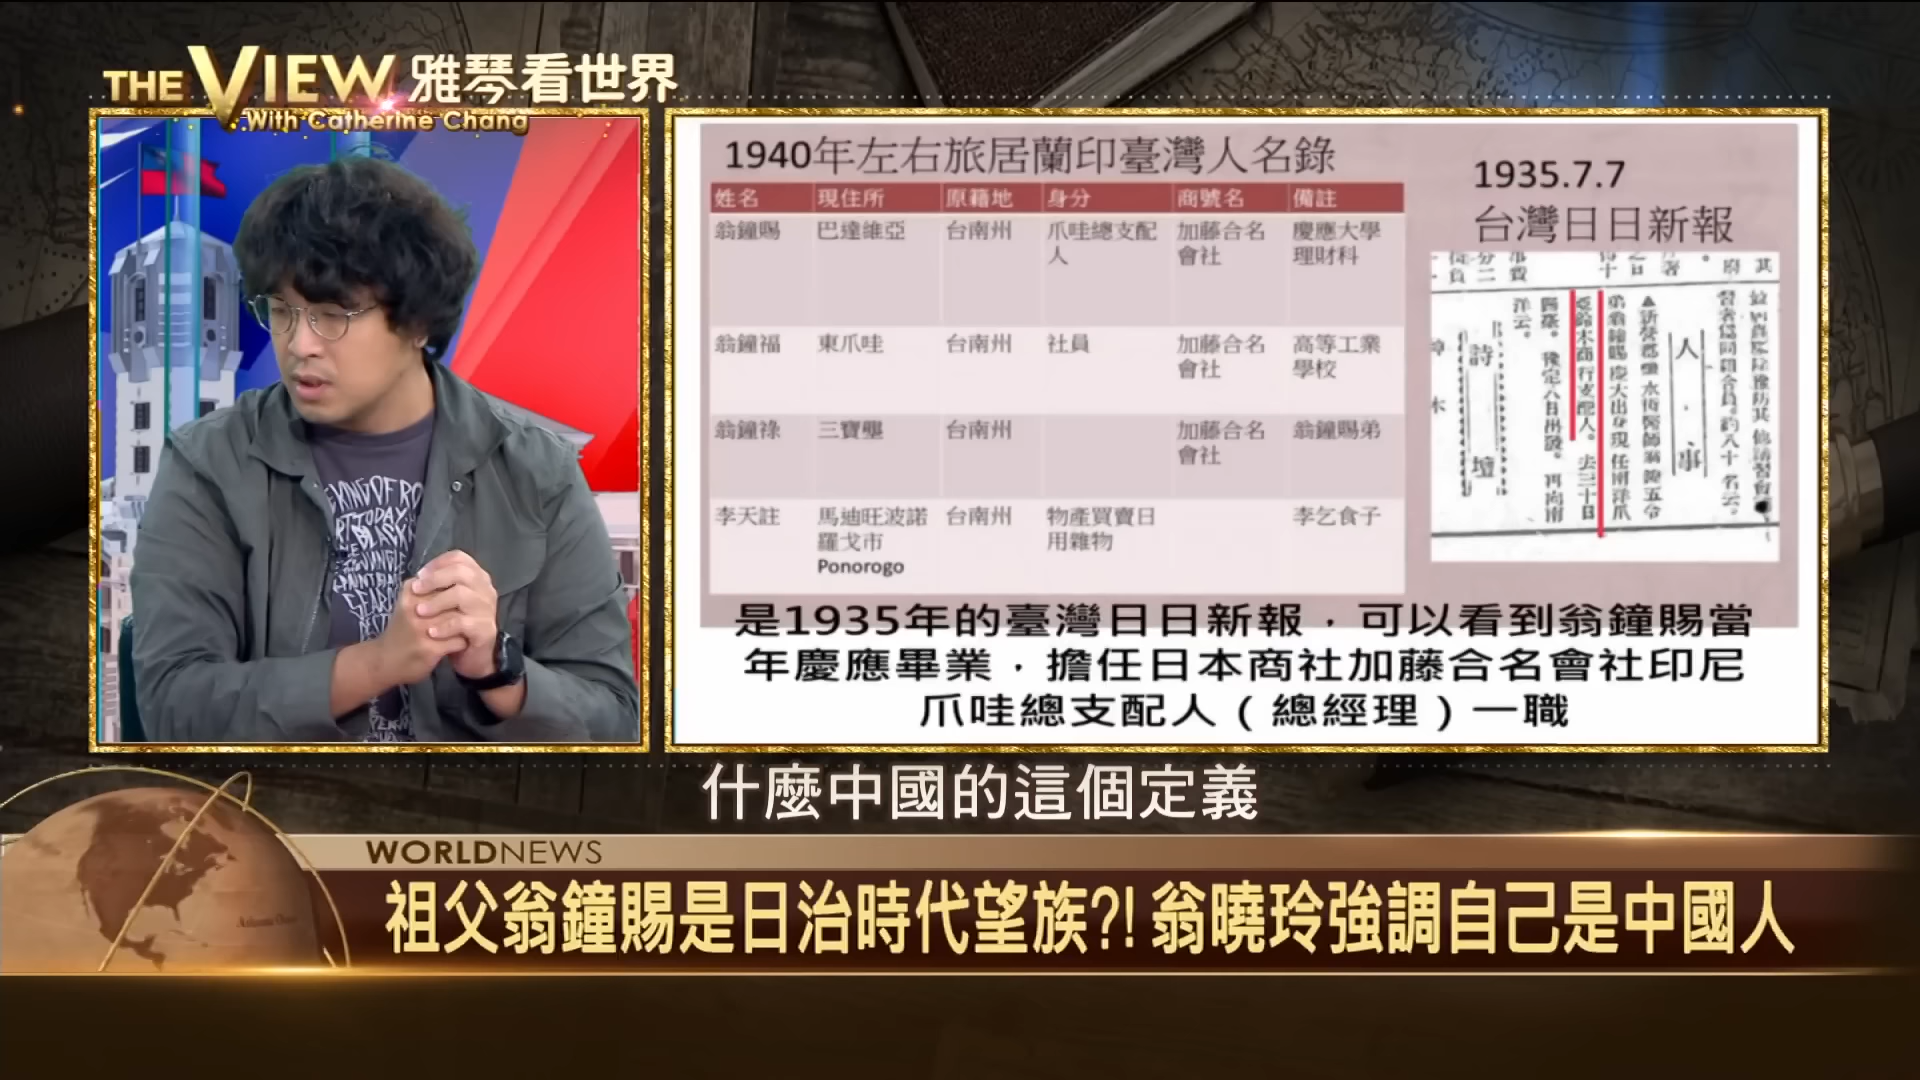 THE VIEW 雅琴看世界
With Catherine Chang
1940年左右旅居蘭印臺灣人名錄
姓名 現住所 原籍地 身分 商號名 備註
翁鐘賜 巴達維亞 台南州 爪哇總支配人 加藤合名會社 慶應大學理財科
翁鐘福 東爪哇 台南州 社員 加藤合名會社 高等工業學校
翁鐘祿 三寶壟 台南州 加藤合名會社 翁鐘賜弟
李天註 馬迪旺波諾羅戈市 Ponorogo 台南州 物產買賣日用雜物 李乞食子
1935.7.7
台灣日日新報
人・事
詩壇
是1935年的臺灣日日新報，可以看到翁鐘賜當
年慶應畢業，擔任日本商社加藤合名會社印尼
爪哇總支配人（總經理）一職
什麼中國的這個定義
WORLDNEWS
祖父翁鐘賜是日治時代望族?! 翁曉玲強調自己是中國人